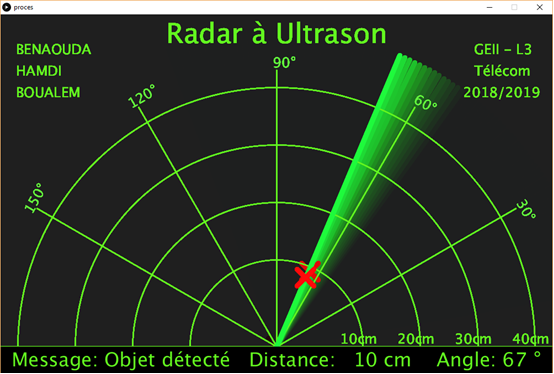 proces
Radar à Ultrason
BENAOUDA
HAMDI
BOUALEM
GEII - L3
Télécom
2018/2019
90°
120°
60°
150°
30°
10cm 20cm 30cm 40cm
Message: Objet détecté Distance: 10 cm Angle: 67 °